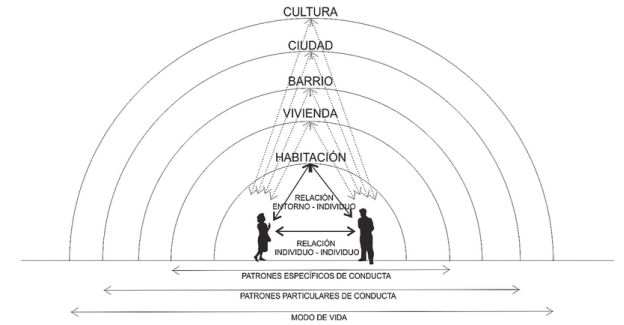 CULTURA
CIUDAD
BARRIO
VIVIENDA
HABITACIÓN
RELACIÓN
ENTORNO - INDIVIDUO
RELACIÓN
INDIVIDUO - INDIVIDUO
PATRONES ESPECÍFICOS DE CONDUCTA
PATRONES PARTICULARES DE CONDUCTA
MODO DE VIDA